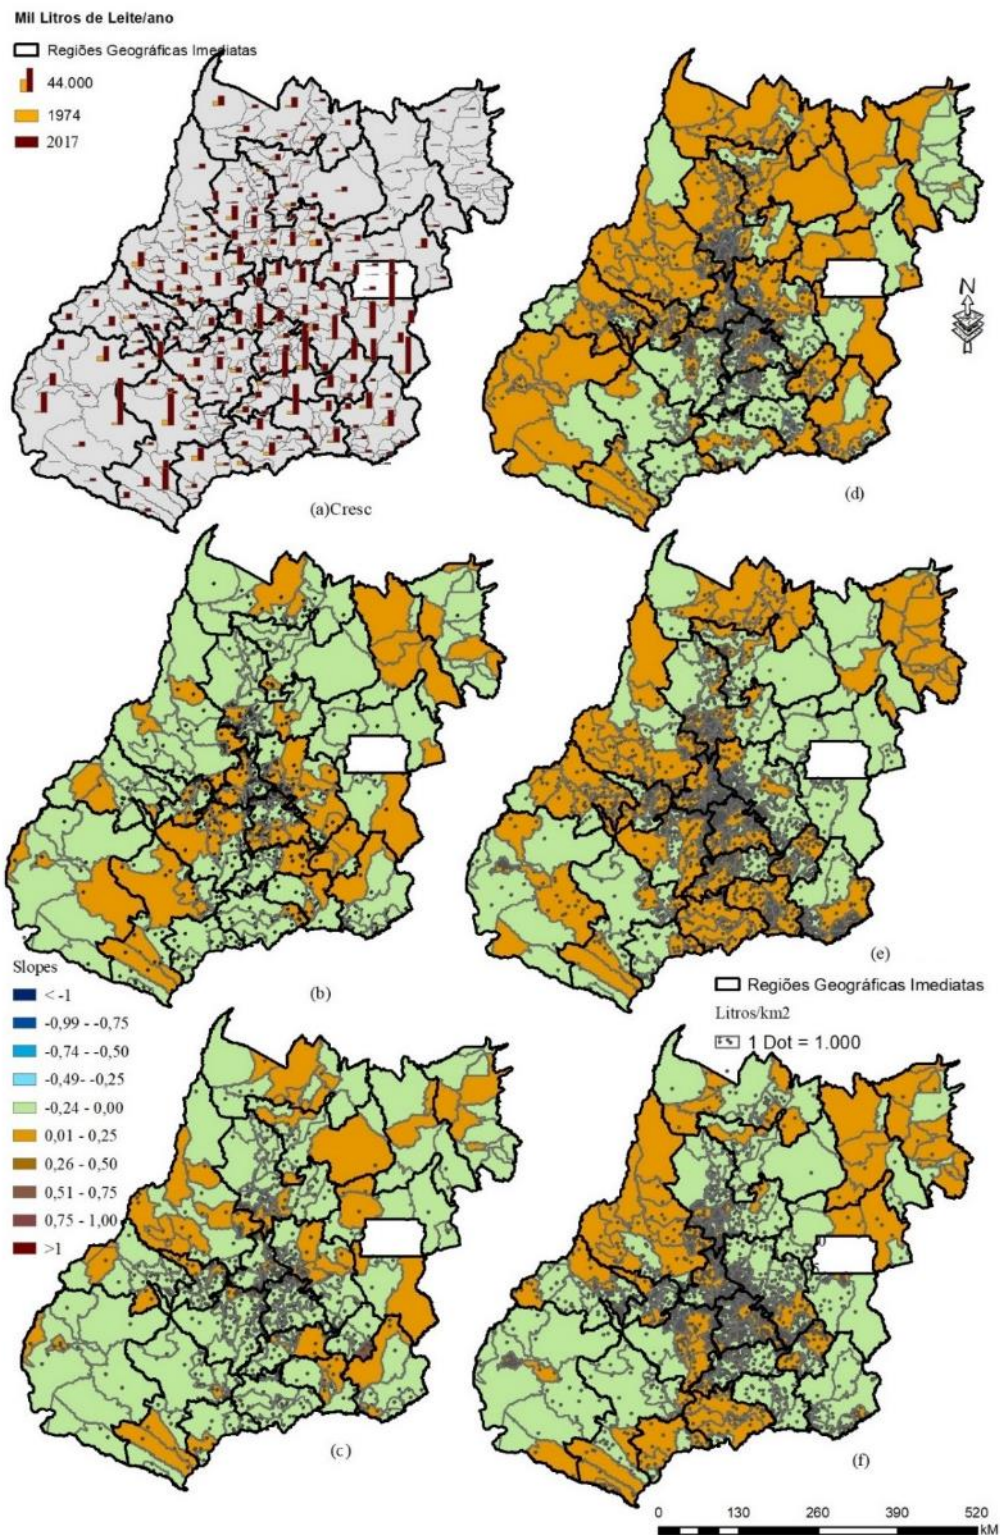 Mil Litros de Leite/ano
Regiões Geográficas Imediatas
44.000
1974
2017
(a)Cresc
N
(d)
Slopes
< -1
-0,99 - -0,75
-0,74 - -0,50
-0,49- -0,25
-0,24 - 0,00
0,01 - 0,25
0,26 - 0,50
0,51 - 0,75
0,75 - 1,00
>1
(b)
(e)
Regiões Geográficas Imediatas
Litros/km2
1 Dot = 1.000
(c)
(f)
0 130 260 390 520
kM